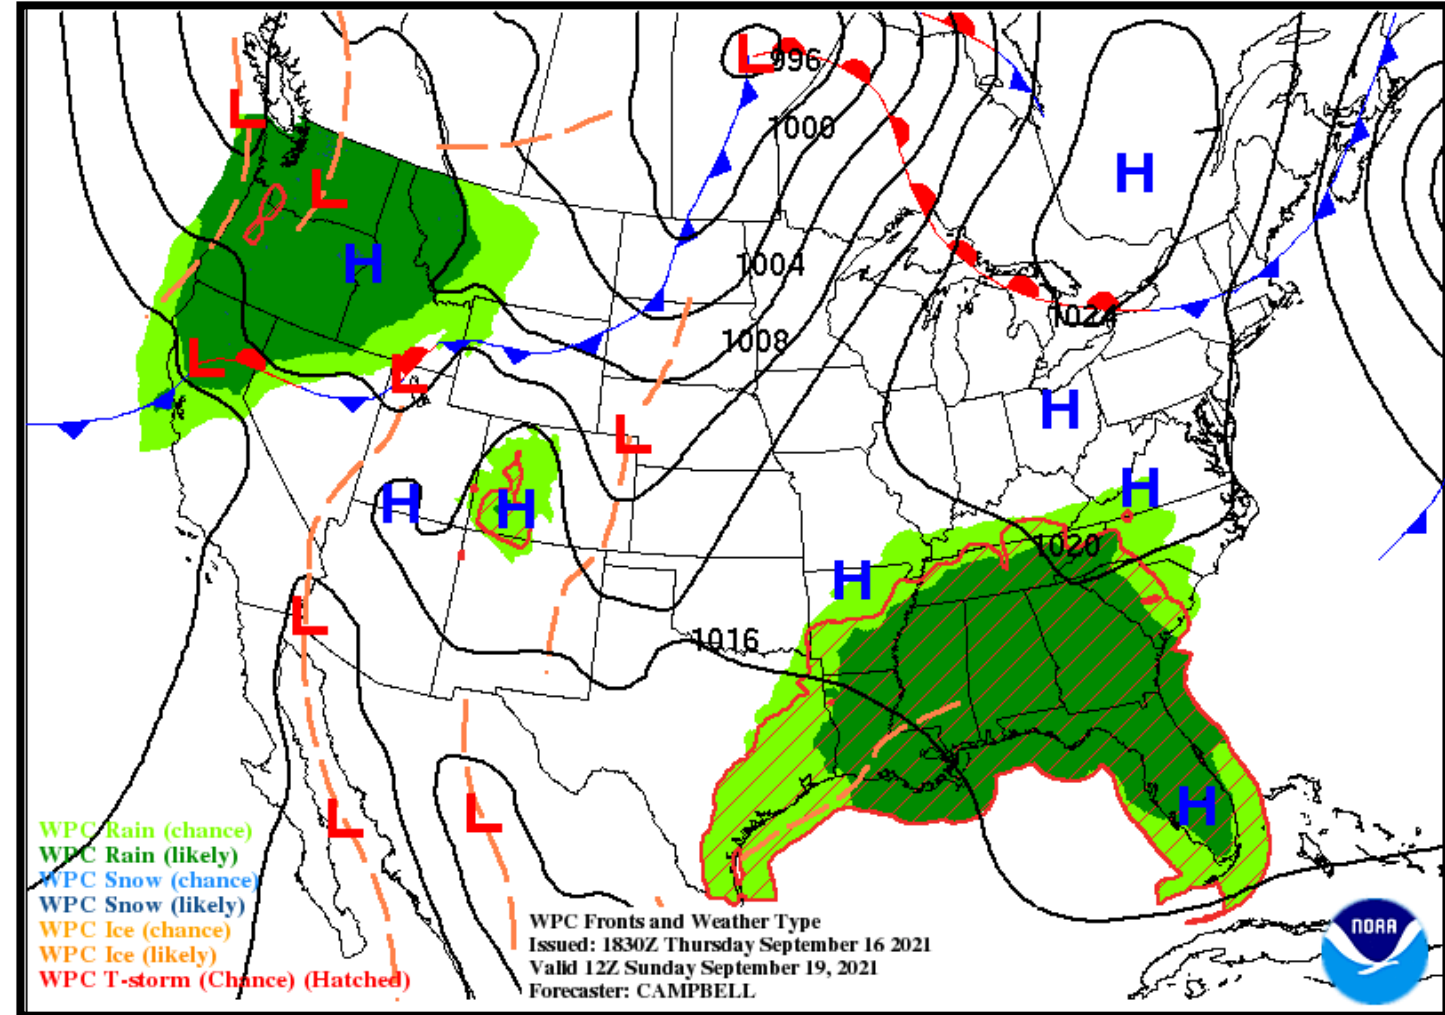 L
996
L
1000
H
L
H
1004
1024
1008
L
L
H
L
H
H
H
1020
H
L
1016
L
L
H
WPC Rain (chance)
WPC Rain (likely)
WPC Snow (chance)
WPC Snow (likely)
WPC Ice (chance)
WPC Ice (likely)
WPC T-storm (Chance) (Hatched)
WPC Fronts and Weather Type
Issued: 1830Z Thursday September 16 2021
Valid 12Z Sunday September 19, 2021
Forecaster: CAMPBELL
NOAA